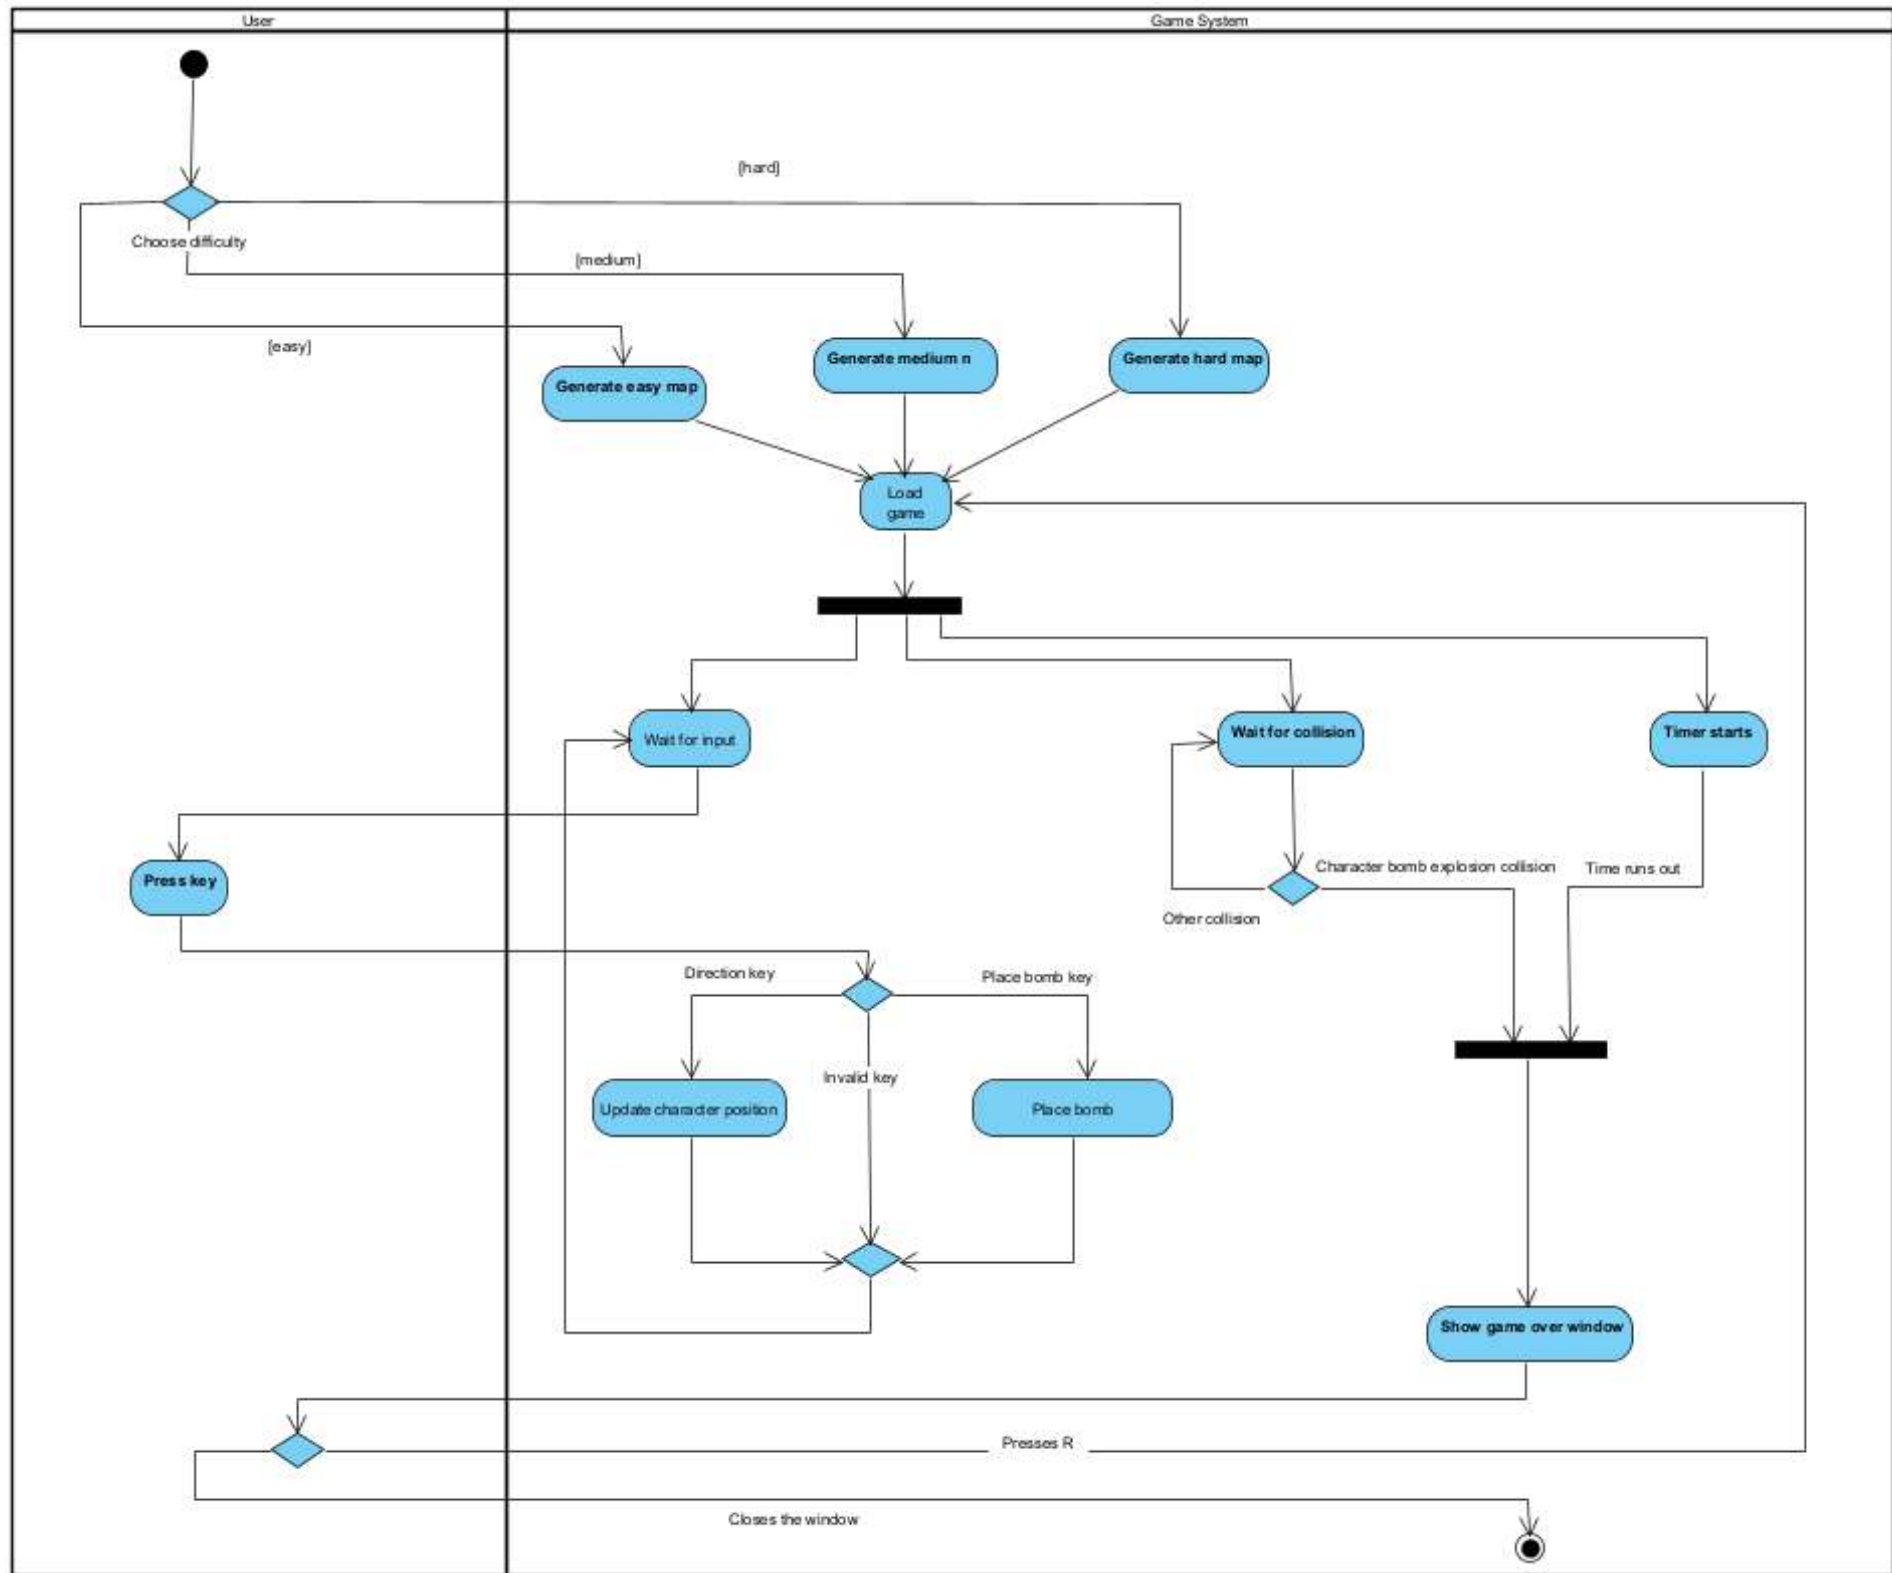 User
Game System
[hard]
Choose difficulty
[medium]
[easy]
Generate easy map
Generate medium n
Generate hard map
Load
game
Wait for input
Wait for collision
Timer starts
Press key
Character bomb explosion collision
Time runs out
Other collision
Direction key
Place bomb key
Invalid key
Update character position
Place bomb
Show game over window
Presses R
Closes the window